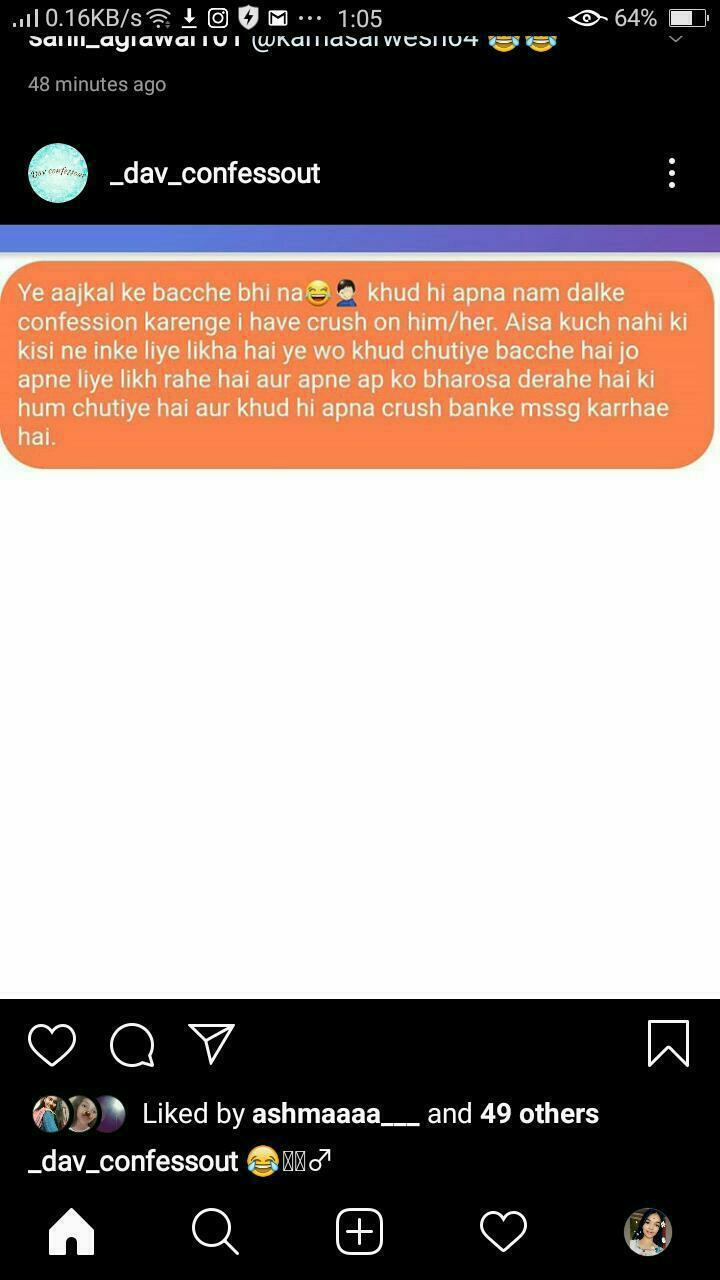 0.16KB/s ... 1:05 64%
48 minutes ago
_dav_confessout
Ye aajkal ke bacche bhi na😂🤦🏻 khud hi apna nam dalke
confession karenge i have crush on him/her. Aisa kuch nahi ki
kisi ne inke liye likha hai ye wo khud chutiye bacche hai jo
apne liye likh rahe hai aur apne ap ko bharosa derahe hai ki
hum chutiye hai aur khud hi apna crush banke mssg karrhae
hai.
Liked by ashmaaaa___ and 49 others
_dav_confessout 😂♂